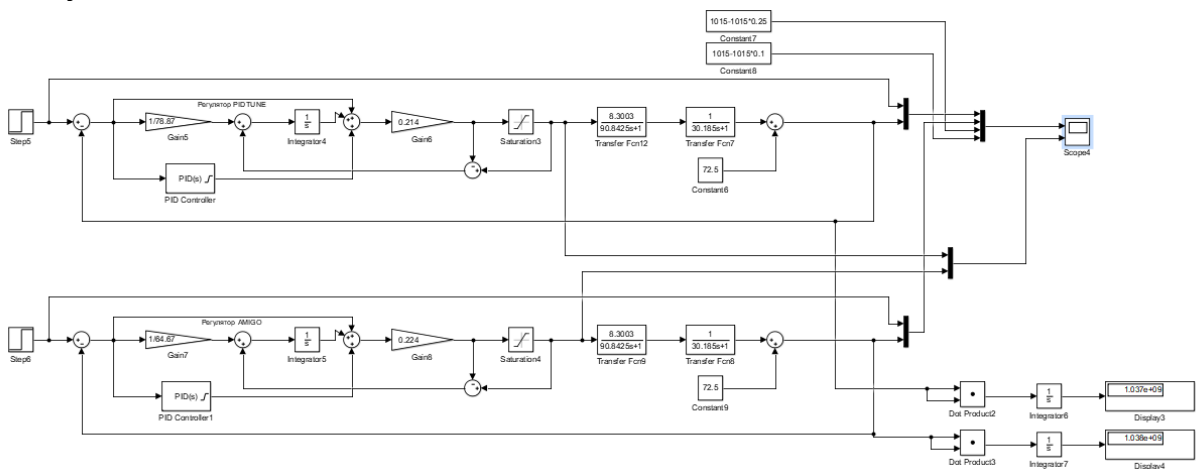 1015-1015*0.25
Constant7
1015-1015*0.1
Constant8
Регулятор PIDTUNE
Step5
1/78.87
Gain5
1
s
Integrator4
0.214
Gain6
Saturation3
8.3003
90.8425s+1
Transfer Fcn12
1
30.185s+1
Transfer Fcn7
Scope4
PID(s)
PID Controller
72.5
Constant6
Регулятор AMIGO
Step6
1/64.67
Gain7
1
s
Integrator5
0.224
Gain8
Saturation4
8.3003
90.8425s+1
Transfer Fcn9
1
30.185s+1
Transfer Fcn8
PID(s)
PID Controller1
72.5
Constant9
Dot Product2
1
s
Integrator6
1.037e+09
Display3
Dot Product3
1
s
Integrator7
1.038e+09
Display4